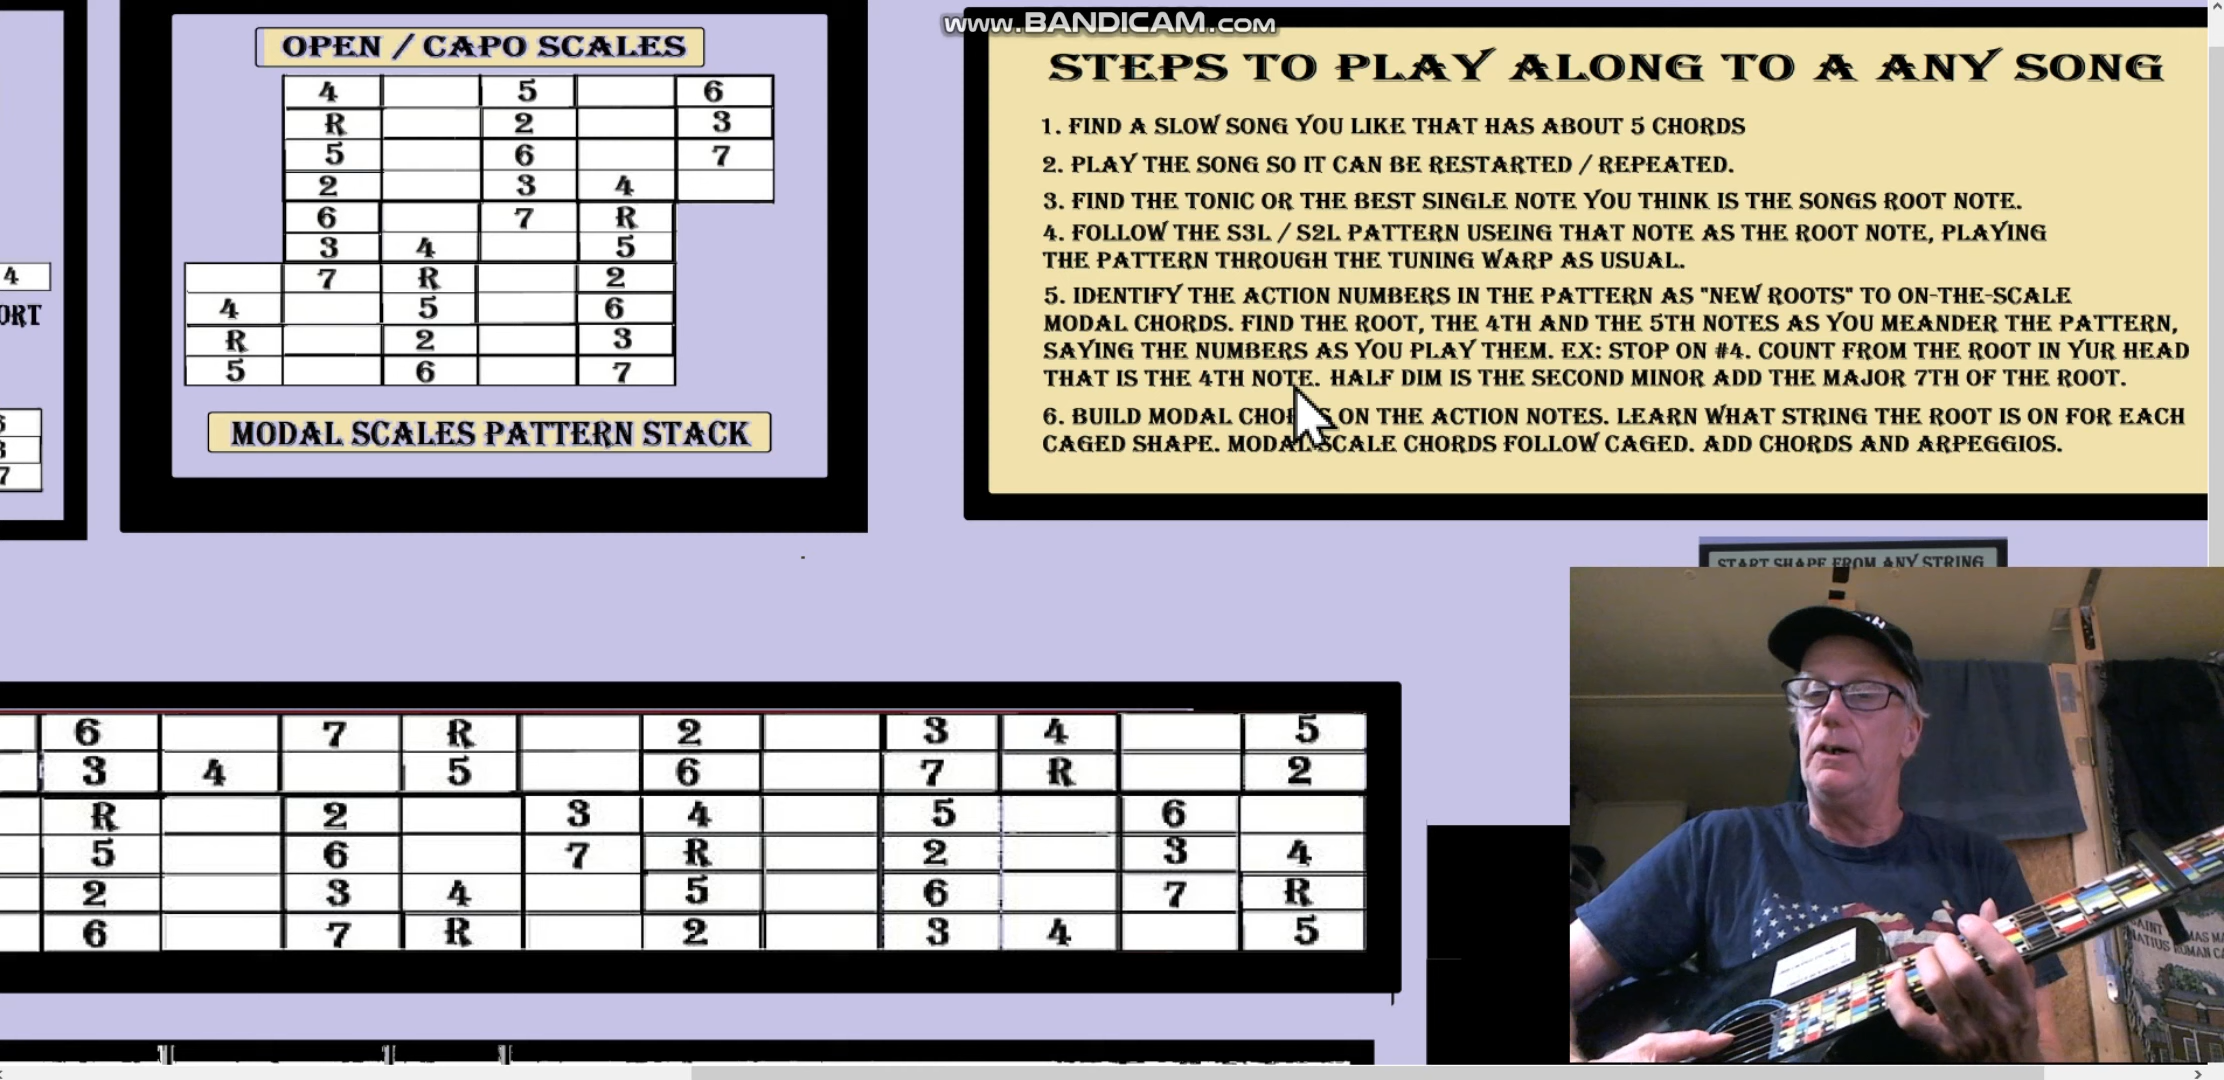 www.BANDICAM.com
OPEN / CAPO SCALES
4 5 6
R 2 3
5 6 7
2 3 4
6 7 R
3 4 5
7 R 2
4 5 6
R 2 3
5 6 7
MODAL SCALES PATTERN STACK
4
ORT
3
7
STEPS TO PLAY ALONG TO A ANY SONG
1. FIND A SLOW SONG YOU LIKE THAT HAS ABOUT 5 CHORDS
2. PLAY THE SONG SO IT CAN BE RESTARTED / REPEATED.
3. FIND THE TONIC OR THE BEST SINGLE NOTE YOU THINK IS THE SONGS ROOT NOTE.
4. FOLLOW THE S3L / S2L PATTERN USEING THAT NOTE AS THE ROOT NOTE, PLAYING
THE PATTERN THROUGH THE TUNING WARP AS USUAL.
5. IDENTIFY THE ACTION NUMBERS IN THE PATTERN AS "NEW ROOTS" TO ON-THE-SCALE
MODAL CHORDS. FIND THE ROOT, THE 4TH AND THE 5TH NOTES AS YOU MEANDER THE PATTERN,
SAYING THE NUMBERS AS YOU PLAY THEM. EX: STOP ON #4. COUNT FROM THE ROOT IN YUR HEAD
THAT IS THE 4TH NOTE. HALF DIM IS THE SECOND MINOR ADD THE MAJOR 7TH OF THE ROOT.
6. BUILD MODAL CHORDS ON THE ACTION NOTES. LEARN WHAT STRING THE ROOT IS ON FOR EACH
CAGED SHAPE. MODAL SCALE CHORDS FOLLOW CAGED. ADD CHORDS AND ARPEGGIOS.
START SHAPE FROM ANY STRING
6 7 R 2 3 4 5
3 4 5 6 7 R 2
R 2 3 4 5 6
5 6 7 R 2 3 4
2 3 4 5 6 7 R
6 7 R 2 3 4 5